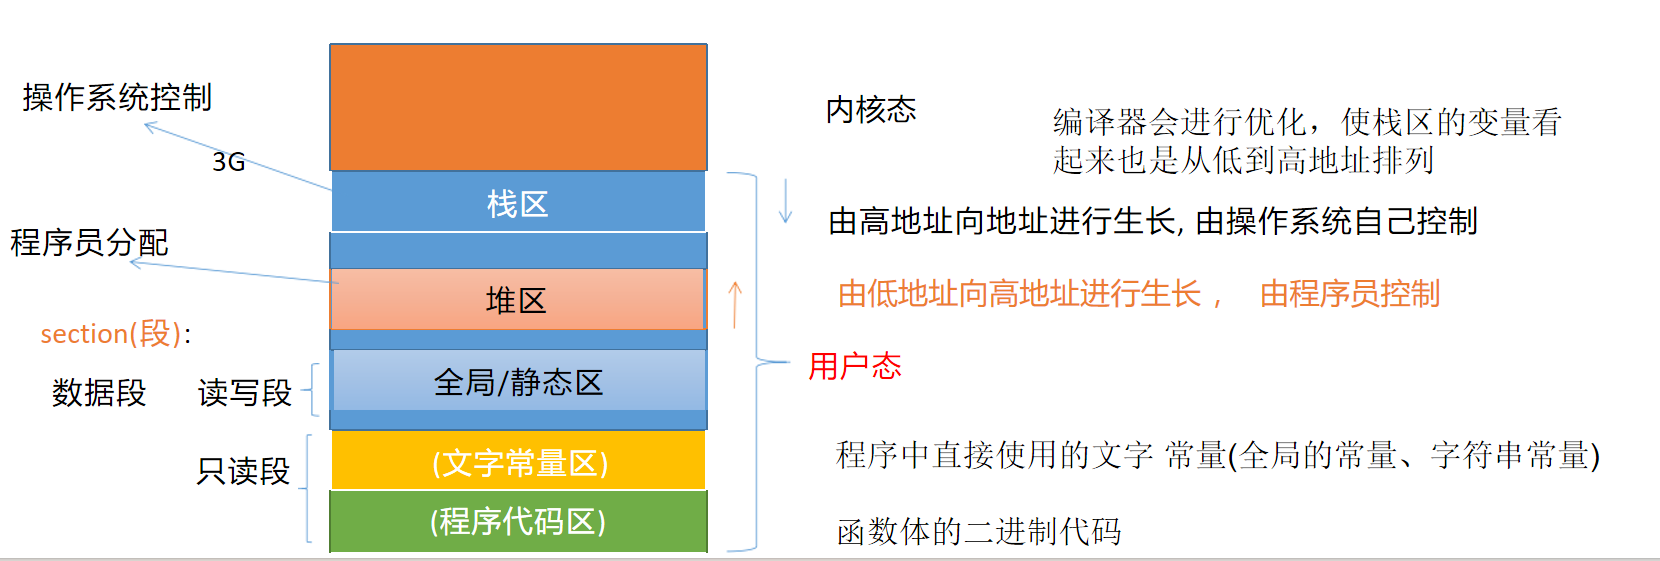 操作系统控制
3G
程序员分配
section(段):
数据段
读写段
只读段
栈区
堆区
全局/静态区
(文字常量区)
(程序代码区)
内核态
编译器会进行优化，使栈区的变量看
起来也是从低到高地址排列
由高地址向地址进行生长, 由操作系统自己控制
由低地址向高地址进行生长， 由程序员控制
用户态
程序中直接使用的文字 常量(全局的常量、字符串常量)
函数体的二进制代码